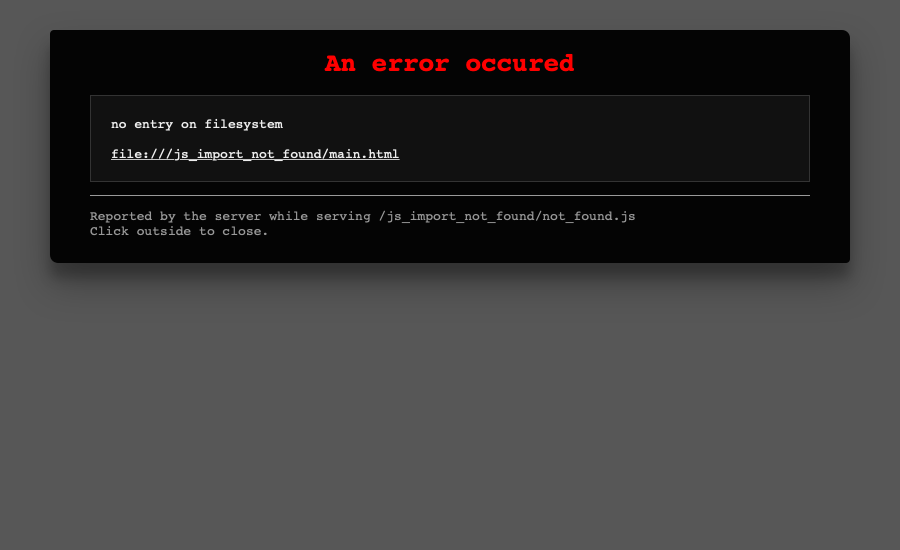 An error occured
no entry on filesystem
file:///js_import_not_found/main.html
Reported by the server while serving /js_import_not_found/not_found.js
Click outside to close.